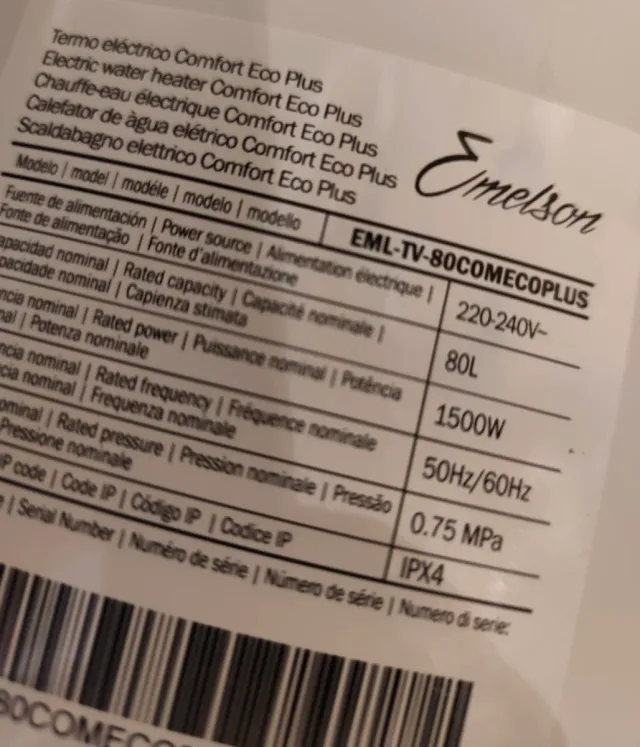 Termo eléctrico Comfort Eco Plus
Electric water heater Comfort Eco Plus
Chauffe-eau électrique Comfort Eco Plus
Calefator de àgua elétrico Comfort Eco Plus
Scaldabagno elettrico Comfort Eco Plus
Emelson
Modelo | model | modéle | modelo | modello
EML-TV-80COMECOPLUS
Fuente de alimentación | Power source | Alimentation électrique |
Fonte de alimentação | Fonte d'alimentazione
220-240V~
apacidad nominal | Rated capacity | Capacité nominale |
pacidade nominal | Capienza stimata
80L
ncia nominal | Rated power | Puissance nominal | Potência
nal | Potenza nominale
1500W
ncia nominal | Rated frequency | Fréquence nominale
cia nominal | Frequenza nominale
50Hz/60Hz
ominal | Rated pressure | Pression nominale | Pressão
Pressione nominale
0.75 MPa
IP code | Code IP | Código IP | Codice IP
IPX4
| Serial Number | Numéro de série | Número de série | Numero di serie:
80COMECO